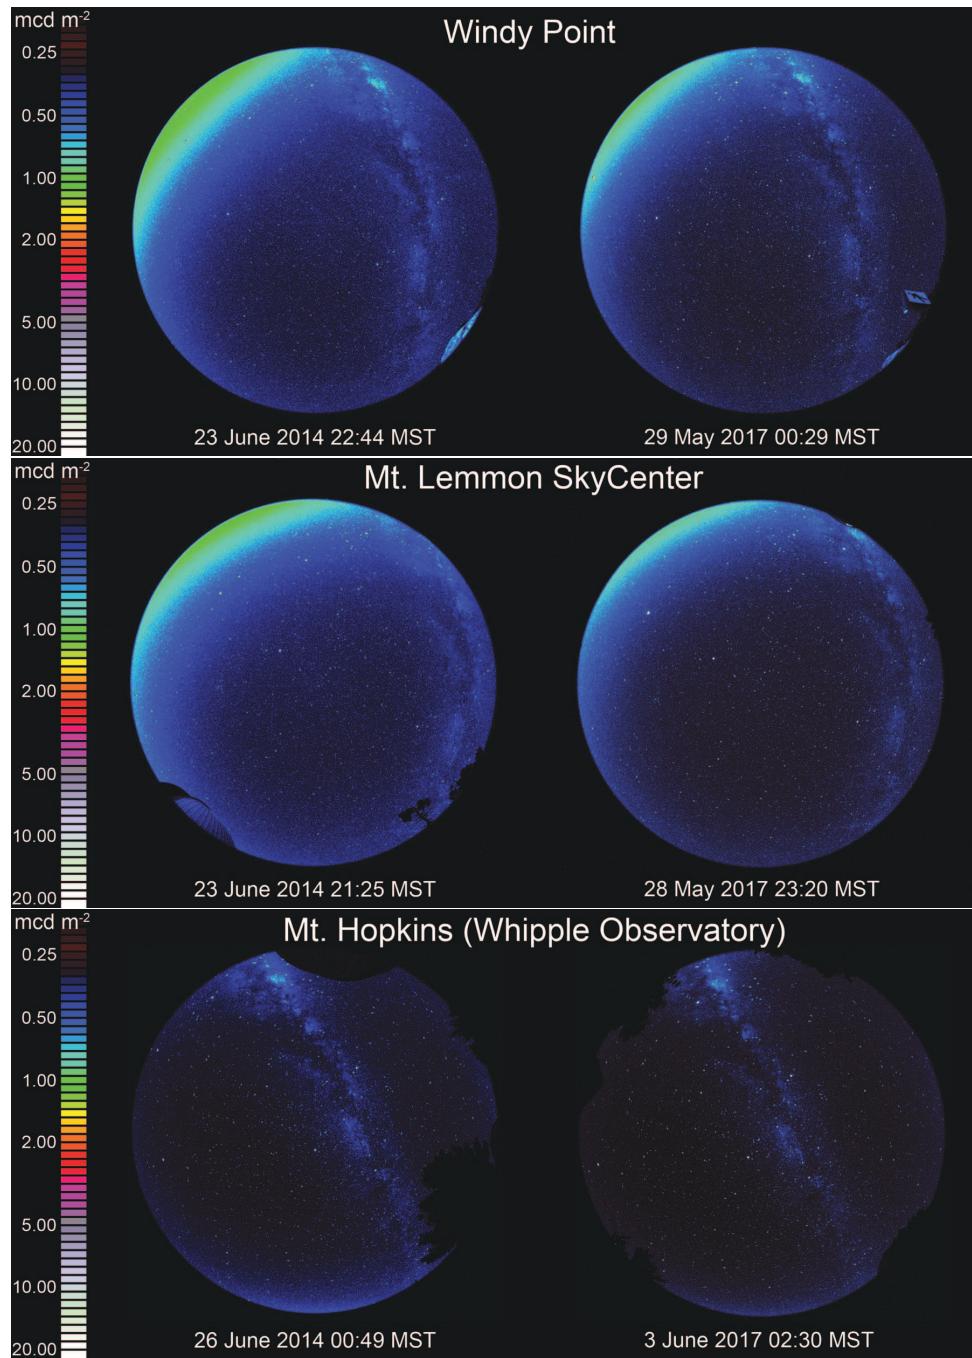 Windy Point
mcd m-2
0.25
0.50
1.00
2.00
5.00
10.00
20.00
23 June 2014 22:44 MST
29 May 2017 00:29 MST
Mt. Lemmon SkyCenter
mcd m-2
0.25
0.50
1.00
2.00
5.00
10.00
20.00
23 June 2014 21:25 MST
28 May 2017 23:20 MST
Mt. Hopkins (Whipple Observatory)
mcd m-2
0.25
0.50
1.00
2.00
5.00
10.00
20.00
26 June 2014 00:49 MST
3 June 2017 02:30 MST